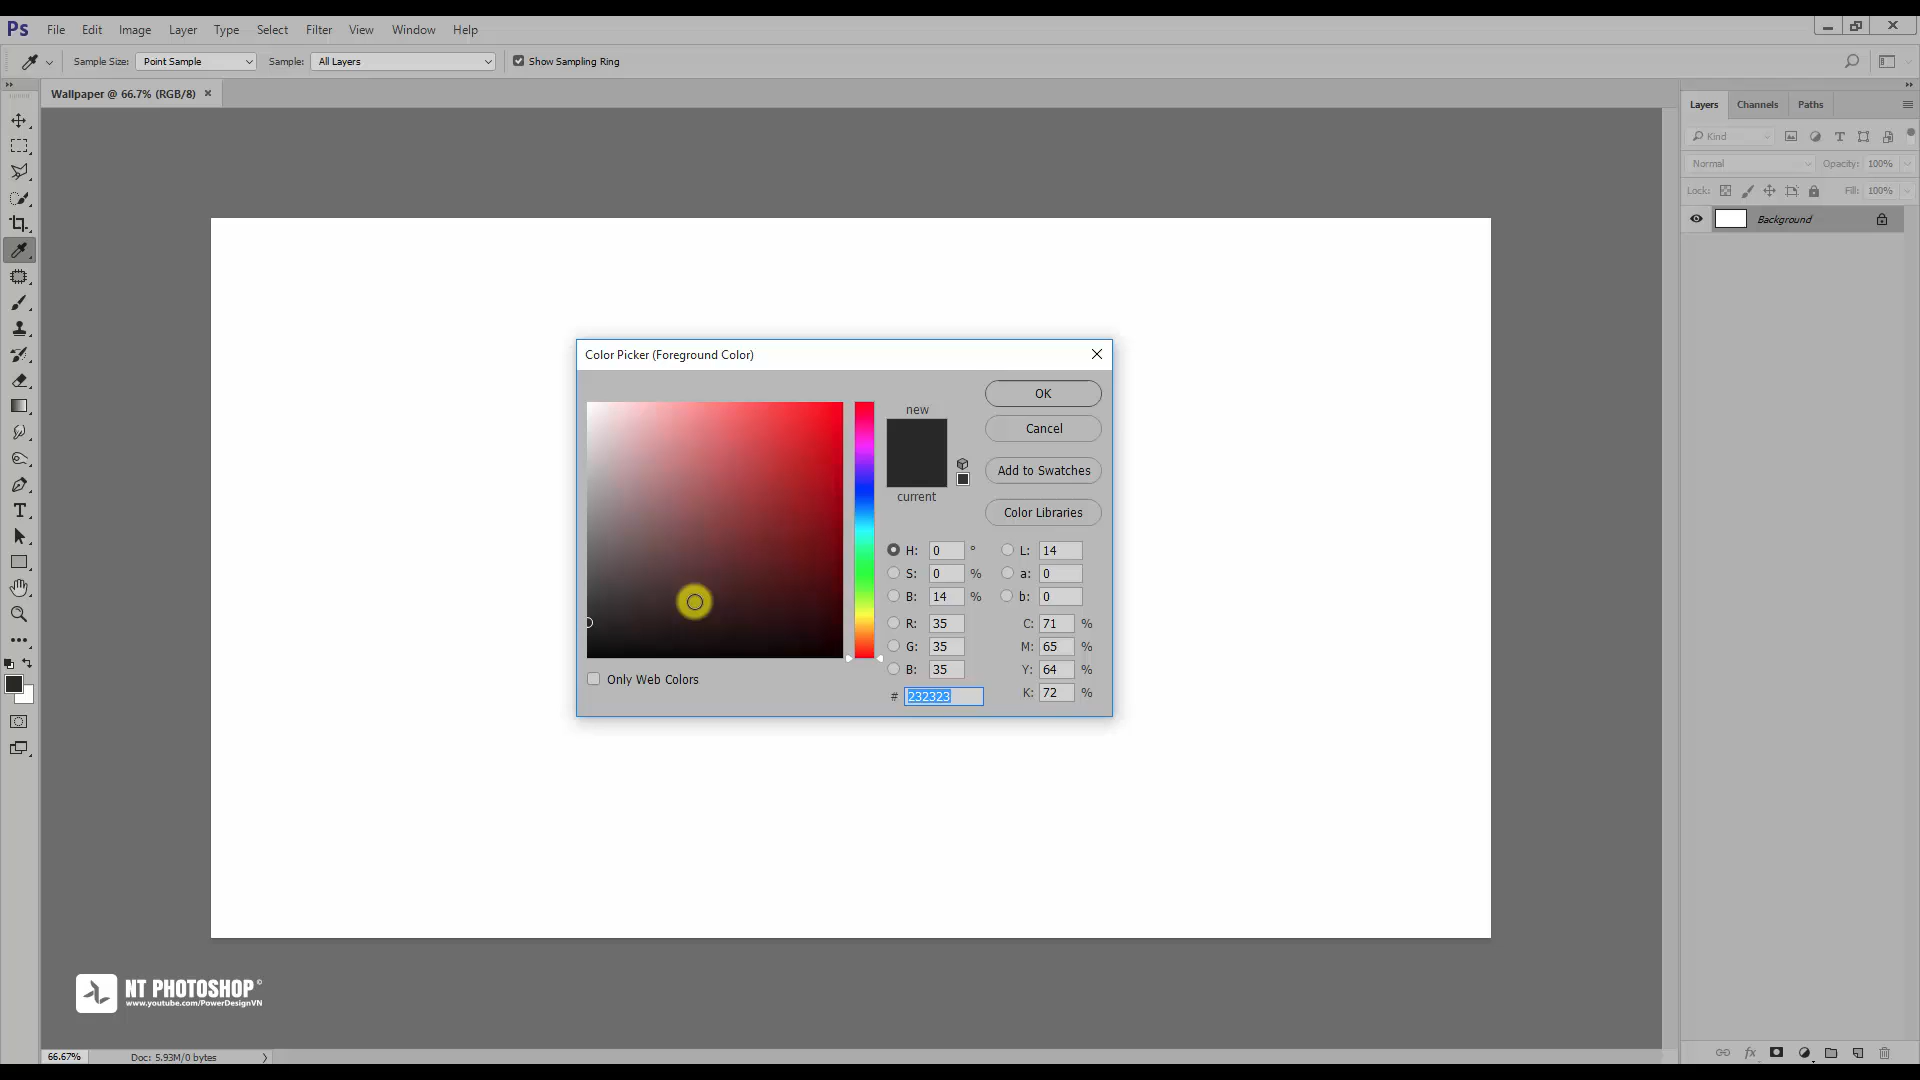 Ps File Edit Image Layer Type Select Filter View Window Help
Sample Size: Point Sample Sample: All Layers Show Sampling Ring
Wallpaper @ 66.7% (RGB/8) ×
Layers Channels Paths
Kind
Normal Opacity: 100%
Lock: Fill: 100%
Background
Color Picker (Foreground Color)
OK
new
Cancel
Add to Swatches
current
Color Libraries
H: 0 ° L: 14
S: 0 % a: 0
B: 14 % b: 0
R: 35 C: 71 %
G: 35 M: 65 %
B: 35 Y: 64 %
Only Web Colors
# 232323 K: 72 %
NT PHOTOSHOP ©
www.youtube.com/PowerDesignVN
66.67% Doc: 5.93M/0 bytes
fx